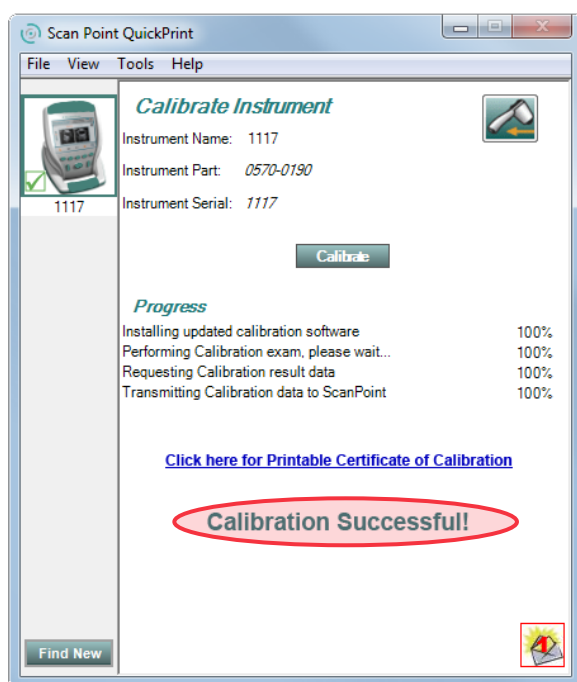 Scan Point QuickPrint
File View Tools Help
Calibrate Instrument
Instrument Name: 1117
Instrument Part: 0570-0190
Instrument Serial: 1117
1117
Calibrate
Progress
Installing updated calibration software 100%
Performing Calibration exam, please wait... 100%
Requesting Calibration result data 100%
Transmitting Calibration data to ScanPoint 100%
Click here for Printable Certificate of Calibration
Calibration Successful!
Find New